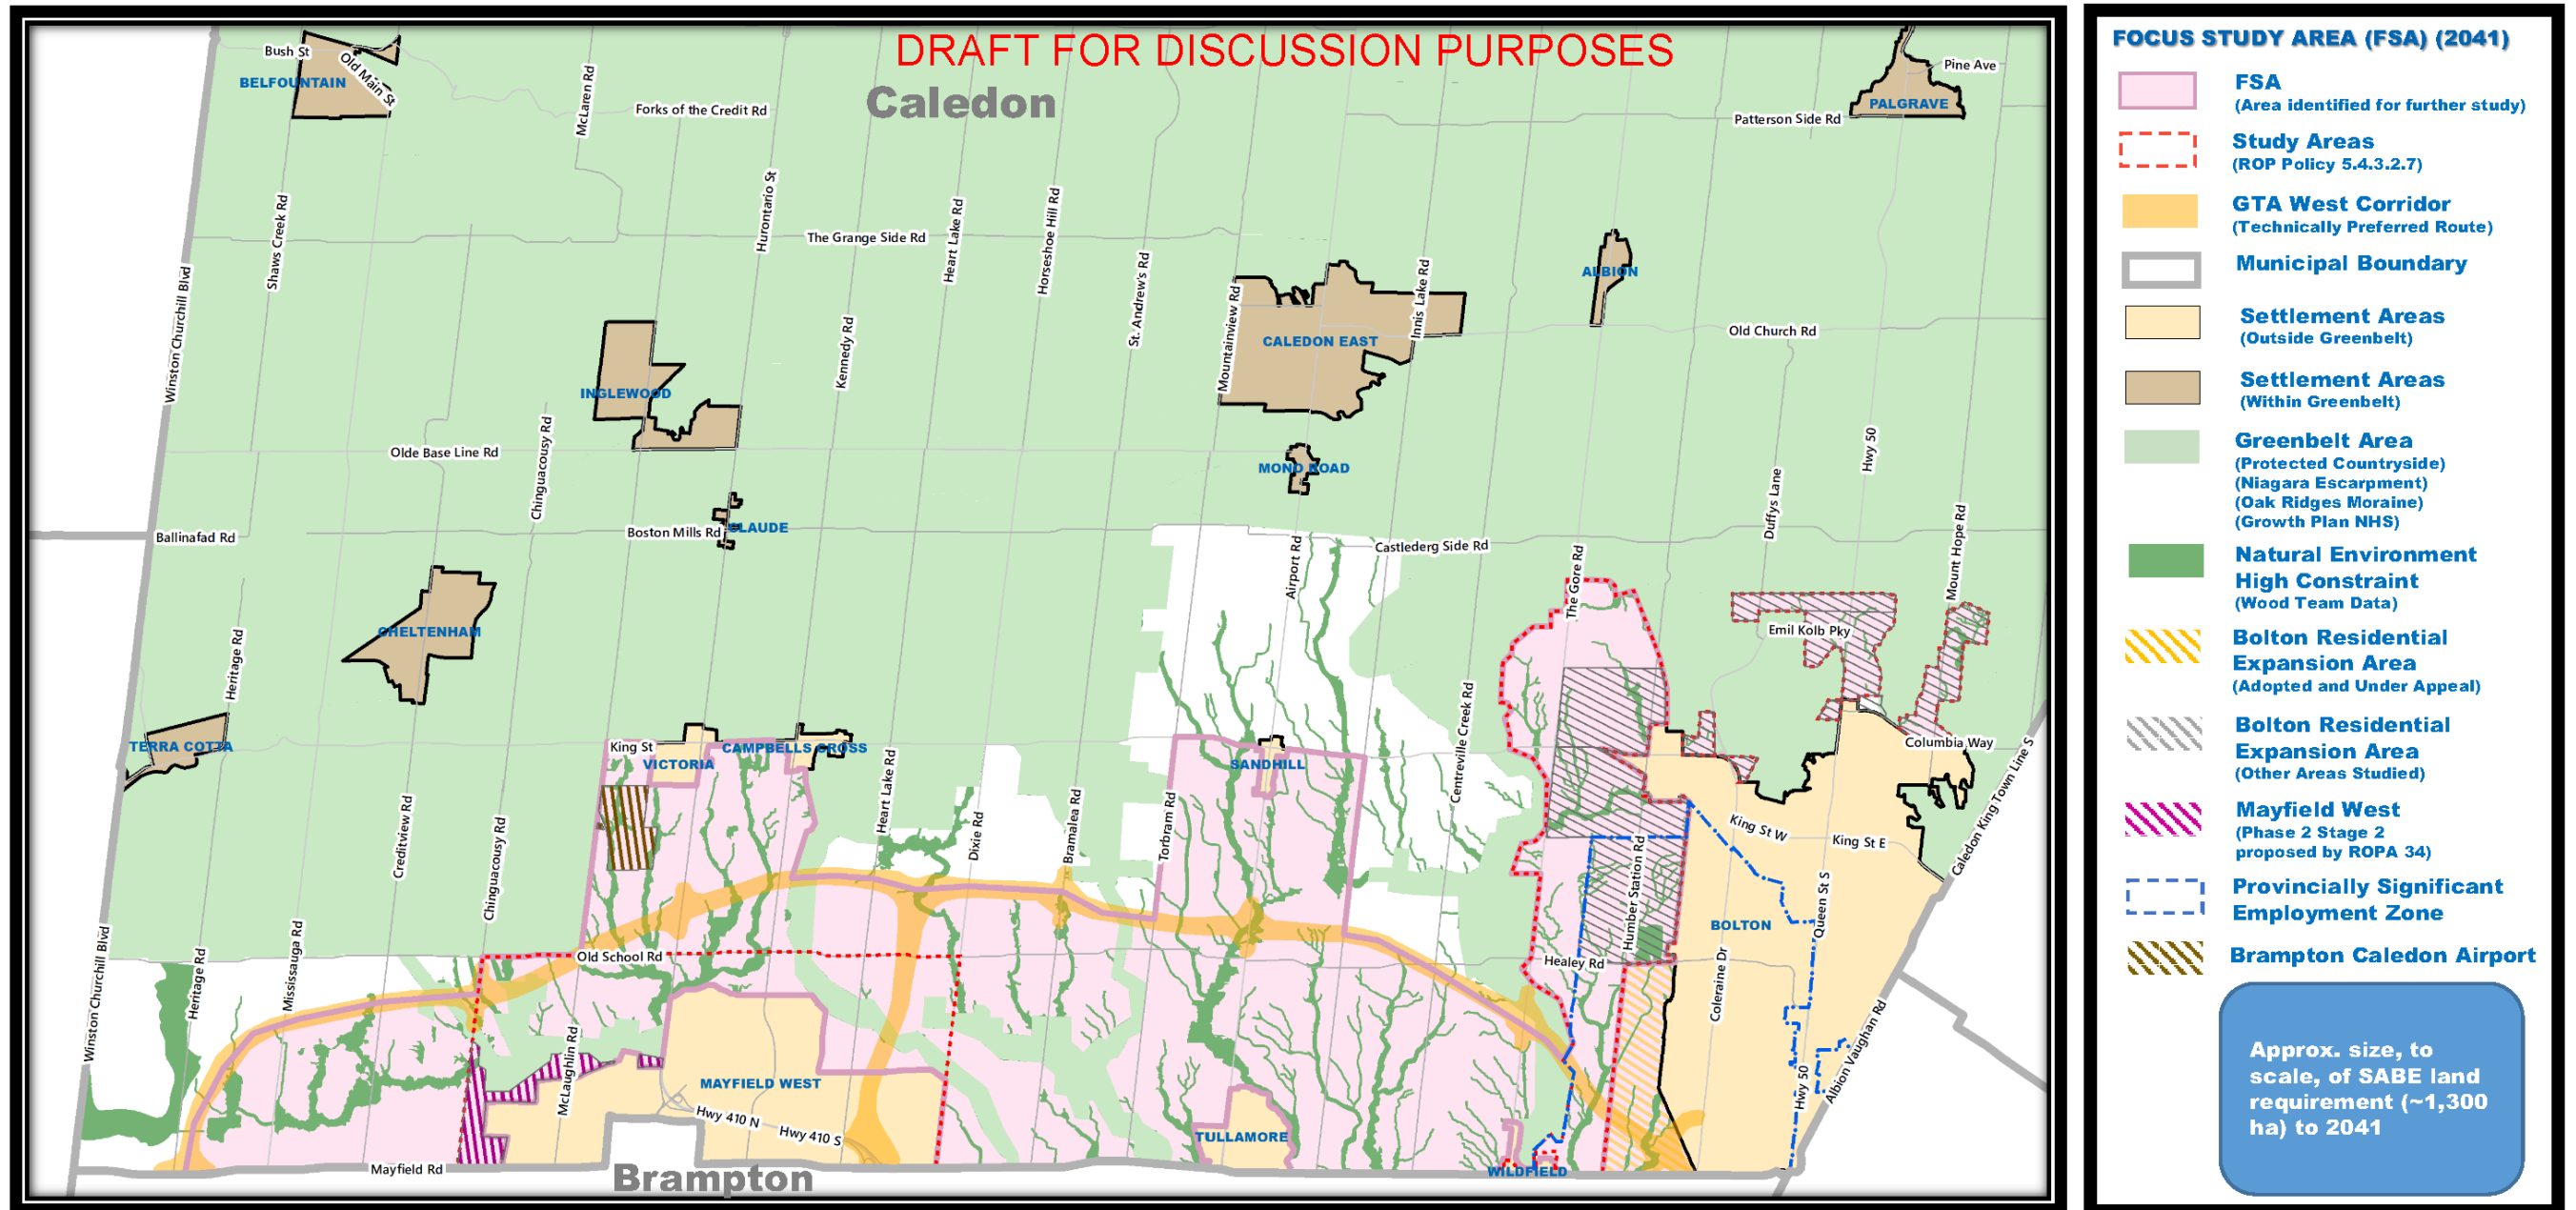 DRAFT FOR DISCUSSION PURPOSES
Caledon
Bush St
BELFOUNTAIN
Old Main St
McLaren Rd
Forks of the Credit Rd
Pine Ave
PALGRAVE
Patterson Side Rd
Shaws Creek Rd
Hurontario St
The Grange Side Rd
Heart Lake Rd
Horseshoe Hill Rd
St. Andrew's Rd
Winston Churchill Blvd
Mountainview Rd
Innis Lake Rd
ALBION
CALEDON EAST
Old Church Rd
Kennedy Rd
INGLEWOOD
Chinguacousy Rd
Olde Base Line Rd
MONO ROAD
Hwy 50
Duffys Lane
Mount Hope Rd
Ballinafad Rd
Boston Mills Rd
CLAUDE
Airport Rd
Castlederg Side Rd
The Gore Rd
Heritage Rd
CHELTENHAM
Emil Kolb Pky
TERRA COTTA
King St
VICTORIA
CAMPBELLS CROSS
SANDHILL
Centreville Creek Rd
Columbia Way
Creditview Rd
Chinguacousy Rd
Heart Lake Rd
Dixie Rd
Bramalea Rd
Torbram Rd
King St W
King St E
Caledon King Town Line S
Humber Station Rd
Queen St S
BOLTON
Winston Churchill Blvd
Heritage Rd
Mississauga Rd
Old School Rd
Healey Rd
Coleraine Dr
McLaughlin Rd
MAYFIELD WEST
Hwy 410 N
Hwy 410 S
TULLAMORE
Hwy 50
Albion Vaughan Rd
Mayfield Rd
WILDFIELD
Brampton
FOCUS STUDY AREA (FSA) (2041)
FSA
(Area identified for further study)
Study Areas
(ROP Policy 5.4.3.2.7)
GTA West Corridor
(Technically Preferred Route)
Municipal Boundary
Settlement Areas
(Outside Greenbelt)
Settlement Areas
(Within Greenbelt)
Greenbelt Area
(Protected Countryside)
(Niagara Escarpment)
(Oak Ridges Moraine)
(Growth Plan NHS)
Natural Environment
High Constraint
(Wood Team Data)
Bolton Residential
Expansion Area
(Adopted and Under Appeal)
Bolton Residential
Expansion Area
(Other Areas Studied)
Mayfield West
(Phase 2 Stage 2
proposed by ROPA 34)
Provincially Significant
Employment Zone
Brampton Caledon Airport
Approx. size, to
scale, of SABE land
requirement (~1,300
ha) to 2041